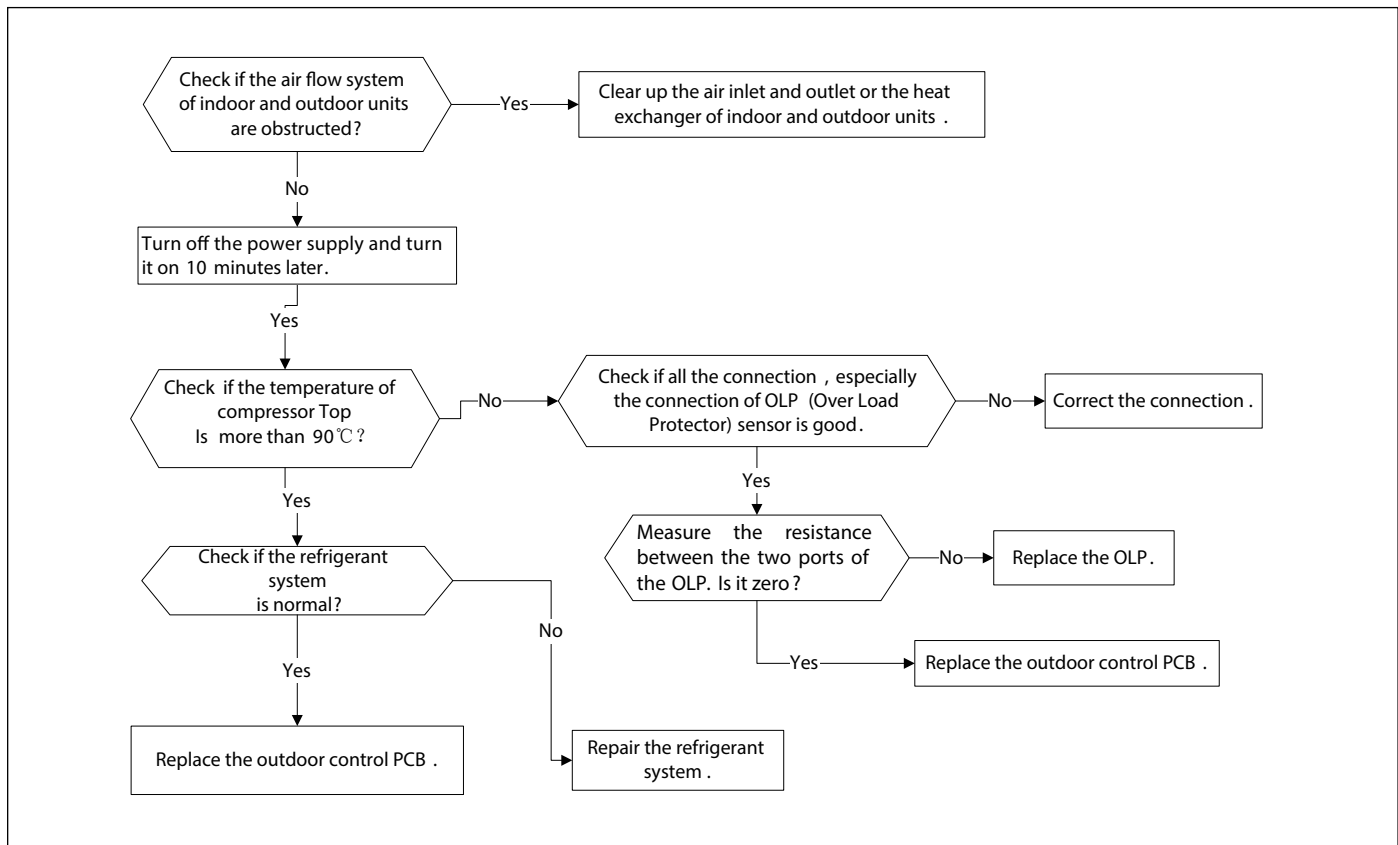 Check if the air flow system
of indoor and outdoor units
are obstructed?
Yes
Clear up the air inlet and outlet or the heat
exchanger of indoor and outdoor units .
No
Turn off the power supply and turn
it on 10 minutes later.
Yes
Check if the temperature of
compressor Top
Is more than 90℃?
No
Check if all the connection , especially
the connection of OLP (Over Load
Protector) sensor is good.
No
Correct the connection .
Yes
Yes
Measure the resistance
between the two ports of
the OLP. Is it zero?
No
Replace the OLP.
Check if the refrigerant
system
is normal?
No
Yes
Replace the outdoor control PCB .
Yes
Replace the outdoor control PCB .
Repair the refrigerant
system .